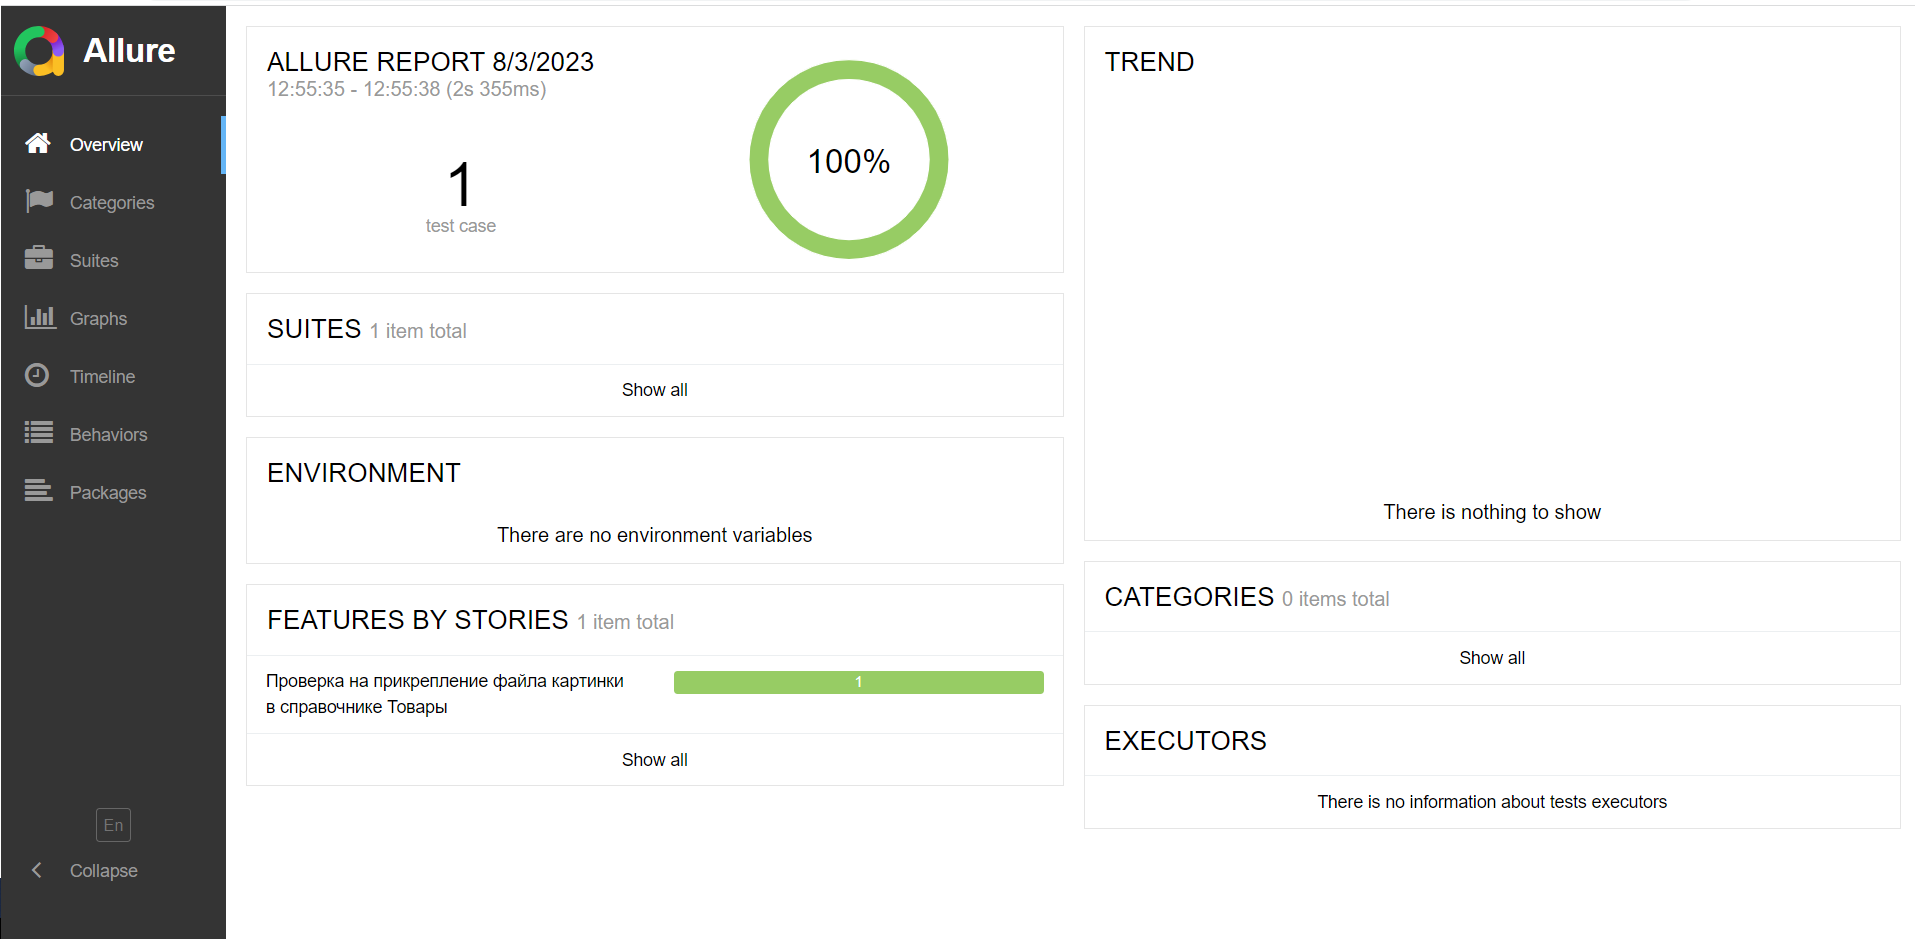 Allure
Overview
Categories
Suites
Graphs
Timeline
Behaviors
Packages
En
Collapse
ALLURE REPORT 8/3/2023
12:55:35 - 12:55:38 (2s 355ms)
1
test case
100%
SUITES 1 item total
Show all
ENVIRONMENT
There are no environment variables
FEATURES BY STORIES 1 item total
Проверка на прикрепление файла картинки
в справочнике Товары
1
Show all
TREND
There is nothing to show
CATEGORIES 0 items total
Show all
EXECUTORS
There is no information about tests executors